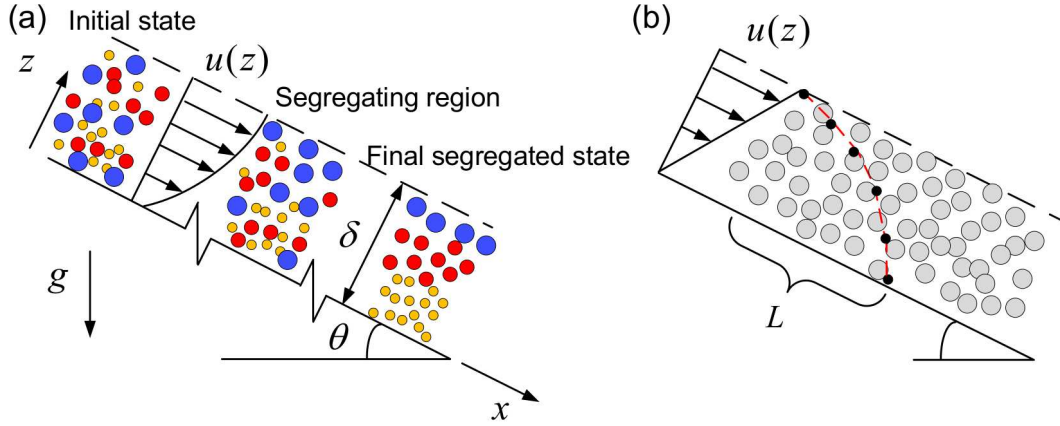 (a)
Initial state
z
u(z)
Segregating region
Final segregated state
δ
g
θ
x
(b)
u(z)
L